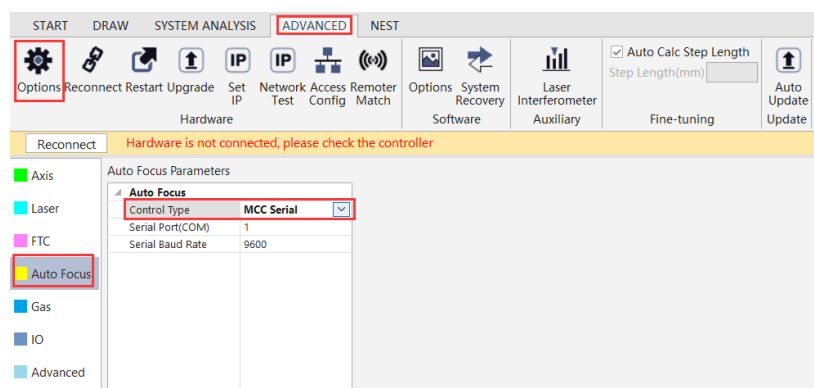 START DRAW SYSTEM ANALYSIS ADVANCED NEST
Options Reconnect Restart Upgrade Set IP Network Test Access Config Remoter Match Options System Recovery Laser Interferometer Auto Calc Step Length Step Length(mm) Auto Update
Hardware Software Auxiliary Fine-tuning Update
Reconnect Hardware is not connected, please check the controller
Axis
Laser
FTC
Auto Focus
Gas
IO
Advanced
Auto Focus Parameters
Auto Focus
Control Type MCC Serial
Serial Port(COM) 1
Serial Baud Rate 9600